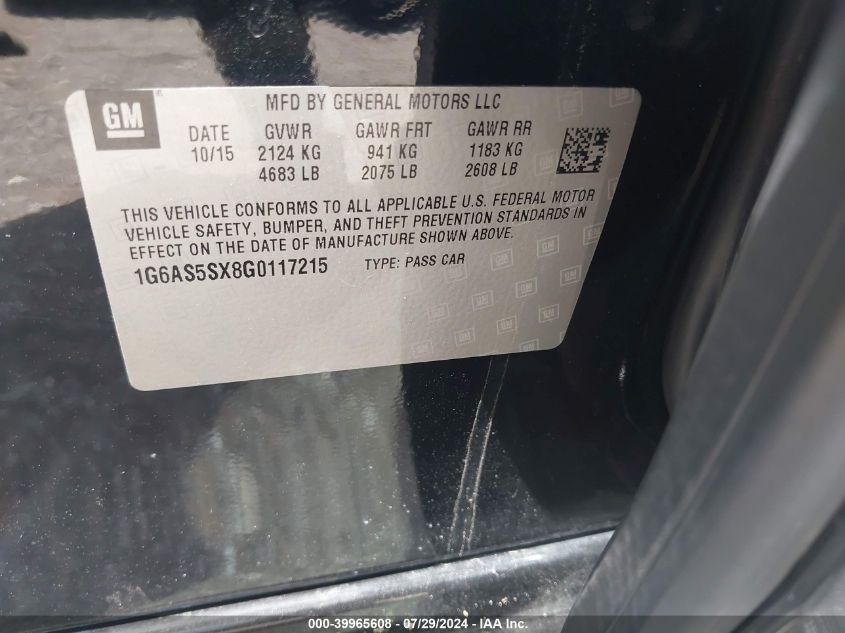 GM
MFD BY GENERAL MOTORS LLC
DATE GVWR GAWR FRT GAWR RR
10/15 2124 KG 941 KG 1183 KG
4683 LB 2075 LB 2608 LB
THIS VEHICLE CONFORMS TO ALL APPLICABLE U.S. FEDERAL MOTOR
VEHICLE SAFETY, BUMPER, AND THEFT PREVENTION STANDARDS IN
EFFECT ON THE DATE OF MANUFACTURE SHOWN ABOVE.
1G6AS5SX8G0117215 TYPE: PASS CAR
000-39965608 - 07/29/2024 - IAA Inc.